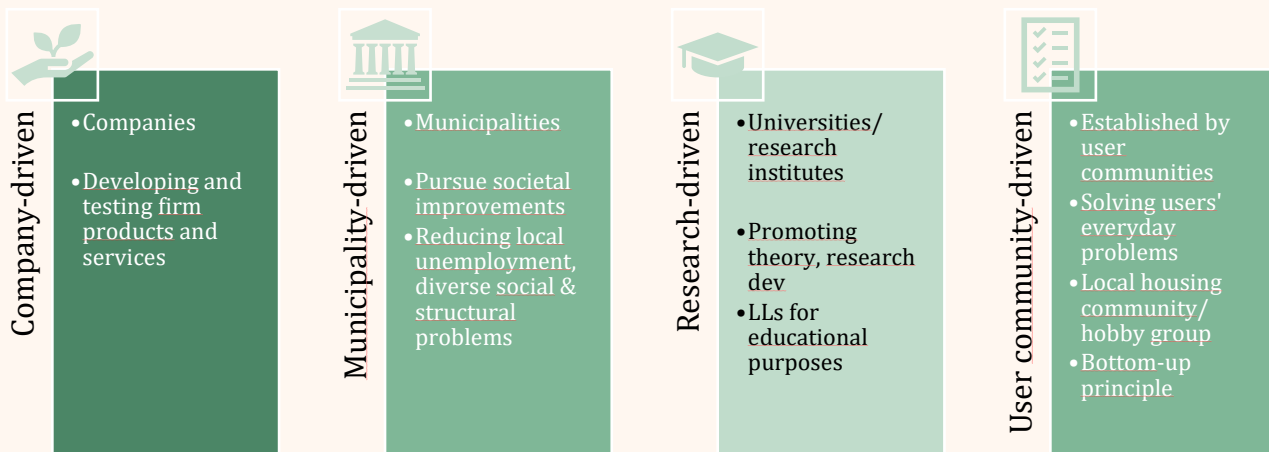 Company-driven
•Companies
•Developing and
testing firm
products and
services
Municipality-driven
•Municipalities
•Pursue societal
improvements
•Reducing local
unemployment,
diverse social &
structural
problems
Research-driven
•Universities/
research
institutes
•Promoting
theory, research
dev
•LLs for
educational
purposes
User community-driven
•Established by
user
communities
•Solving users'
everyday
problems
•Local housing
community/
hobby group
•Bottom-up
principle